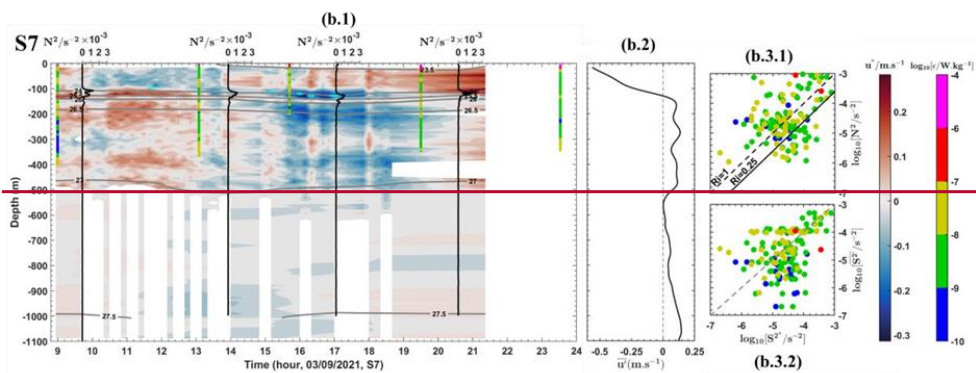 (b.1)
S7
N²/s⁻² ×10⁻³ N²/s⁻² ×10⁻³ N²/s⁻² ×10⁻³ N²/s⁻² ×10⁻³
0 1 2 3 0 1 2 3 0 1 2 3 0 1 2 3
(b.2)
(b.3.1)
u''/m.s⁻¹ log₁₀[ε/W.kg⁻¹]
0
-100
-200
-300
-400
-500
-600
-700
-800
-900
-1000
-1100
Depth (m)
23.5
26.5
26.5
27
27
27.5
27.5
9 10 11 12 13 14 15 16 17 18 19 20 21 22 23 24
Time (hour, 03/09/2021, S7)
-0.5 -0.25 0 0.25
u̅'(m.s⁻¹)
Ri=1
Ri=0.25
-3
-4
-5
-6
-7
log₁₀[N²/s⁻²]
-3
-4
-5
-6
-7
log₁₀[S̅²/s⁻²]
-7 -6 -5 -4 -3
log₁₀[S²'/s⁻²]
(b.3.2)
0.2
0.1
0
-0.1
-0.2
-0.3
-4
-6
-7
-8
-9
-10